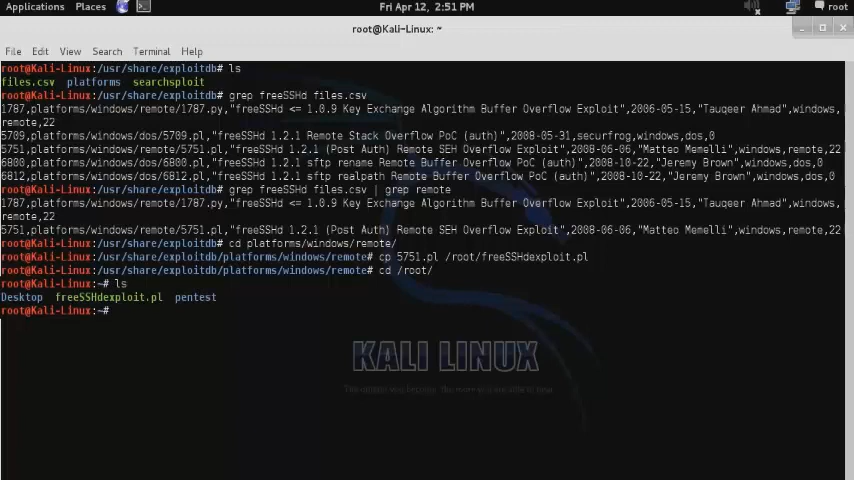 Applications Places Fri Apr 12, 2:51 PM root
root@Kali-Linux: ~
File Edit View Search Terminal Help
root@Kali-Linux:/usr/share/exploitdb# ls
files.csv platforms searchsploit
root@Kali-Linux:/usr/share/exploitdb# grep freeSSHd files.csv
1787,platforms/windows/remote/1787.py,"freeSSHd <= 1.0.9 Key Exchange Algorithm Buffer Overflow Exploit",2006-05-15,"Tauqeer Ahmad",windows,
remote,22
5709,platforms/windows/dos/5709.pl,"freeSSHd 1.2.1 Remote Stack Overflow PoC (auth)",2008-05-31,securfrog,windows,dos,0
5751,platforms/windows/remote/5751.pl,"freeSSHd 1.2.1 (Post Auth) Remote SEH Overflow Exploit",2008-06-06,"Matteo Memelli",windows,remote,22
6800,platforms/windows/dos/6800.pl,"freeSSHd 1.2.1 sftp rename Remote Buffer Overflow PoC (auth)",2008-10-22,"Jeremy Brown",windows,dos,0
6812,platforms/windows/dos/6812.pl,"freeSSHd 1.2.1 sftp realpath Remote Buffer Overflow PoC (auth)",2008-10-22,"Jeremy Brown",windows,dos,0
root@Kali-Linux:/usr/share/exploitdb# grep freeSSHd files.csv | grep remote
1787,platforms/windows/remote/1787.py,"freeSSHd <= 1.0.9 Key Exchange Algorithm Buffer Overflow Exploit",2006-05-15,"Tauqeer Ahmad",windows,
remote,22
5751,platforms/windows/remote/5751.pl,"freeSSHd 1.2.1 (Post Auth) Remote SEH Overflow Exploit",2008-06-06,"Matteo Memelli",windows,remote,22
root@Kali-Linux:/usr/share/exploitdb# cd platforms/windows/remote/
root@Kali-Linux:/usr/share/exploitdb/platforms/windows/remote# cp 5751.pl /root/freeSSHdexploit.pl
root@Kali-Linux:/usr/share/exploitdb/platforms/windows/remote# cd /root/
root@Kali-Linux:~# ls
Desktop freeSSHdexploit.pl pentest
root@Kali-Linux:~#
KALI LINUX